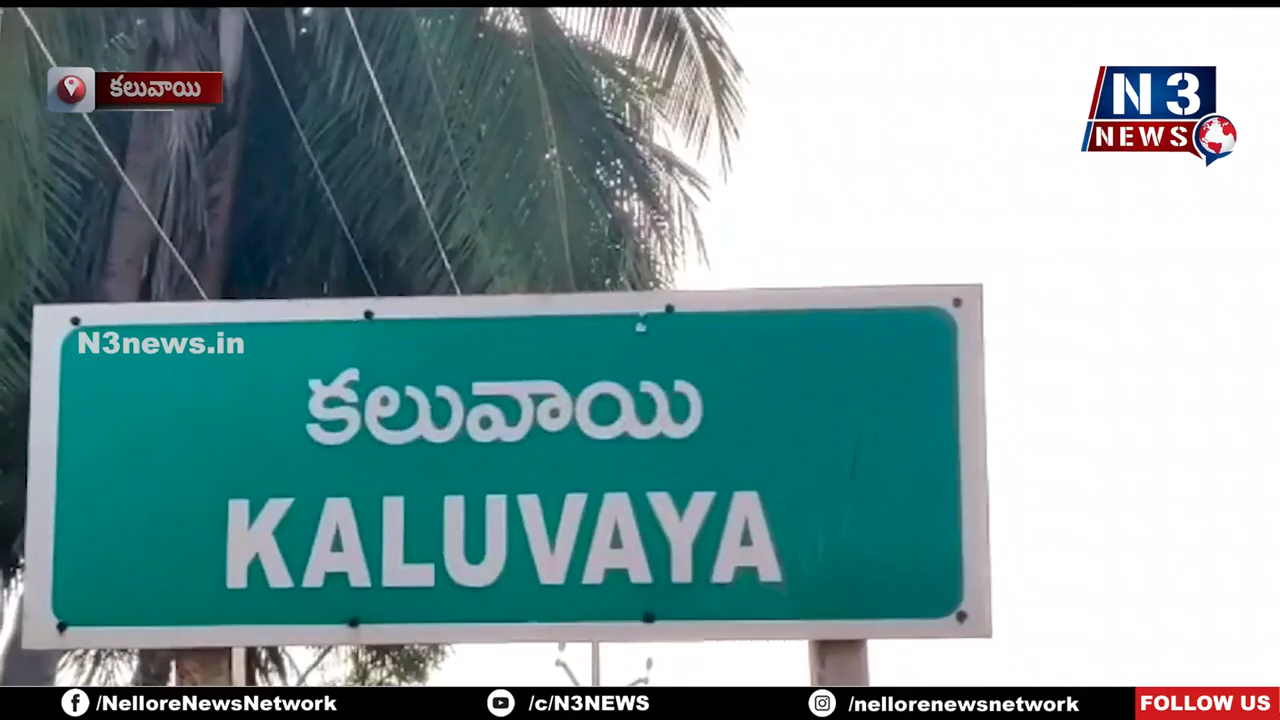 కలువాయి
N3
NEWS
N3news.in
కలువాయి
KALUVAYA
/NelloreNewsNetwork
/c/N3NEWS
/nellorenewsnetwork
FOLLOW US